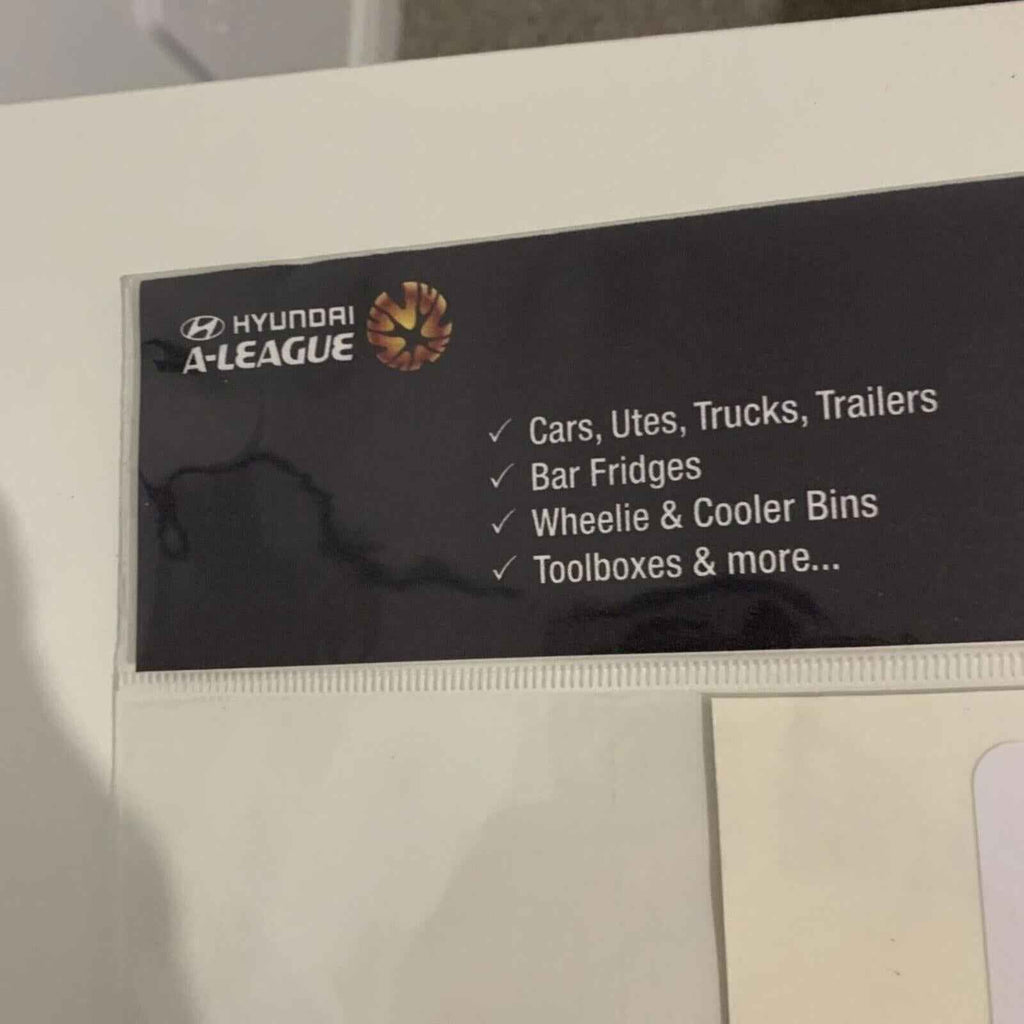 HYUNDAI
A-LEAGUE
✓ Cars, Utes, Trucks, Trailers
✓ Bar Fridges
✓ Wheelie & Cooler Bins
✓ Toolboxes & more...